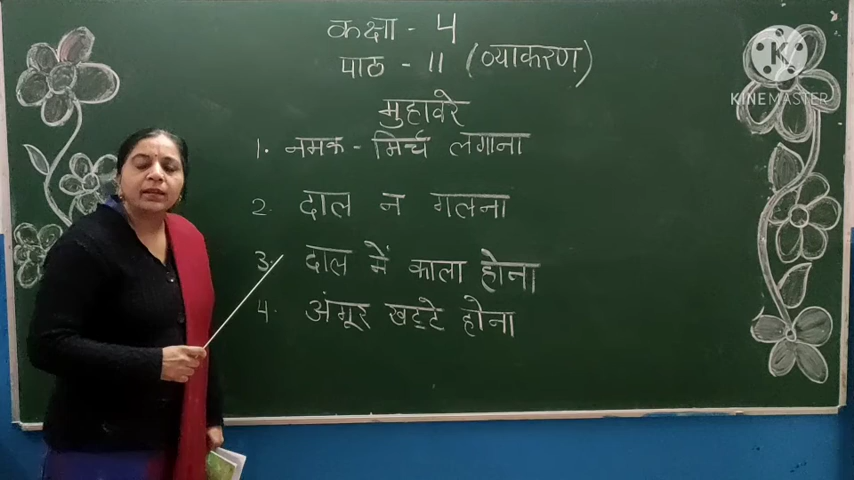 कक्षा - 4
पाठ - 11 (व्याकरण)
मुहावरे
1. नमक - मिर्च लगाना
2. दाल न गलना
3. दाल में काला होना
4. अंगूर खट्टे होना
K
KINEMASTER